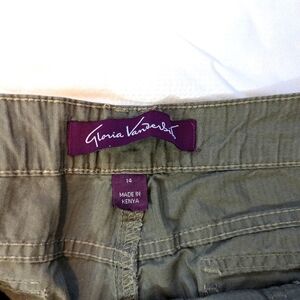 Gloria Vanderbilt
14
MADE IN
KENYA